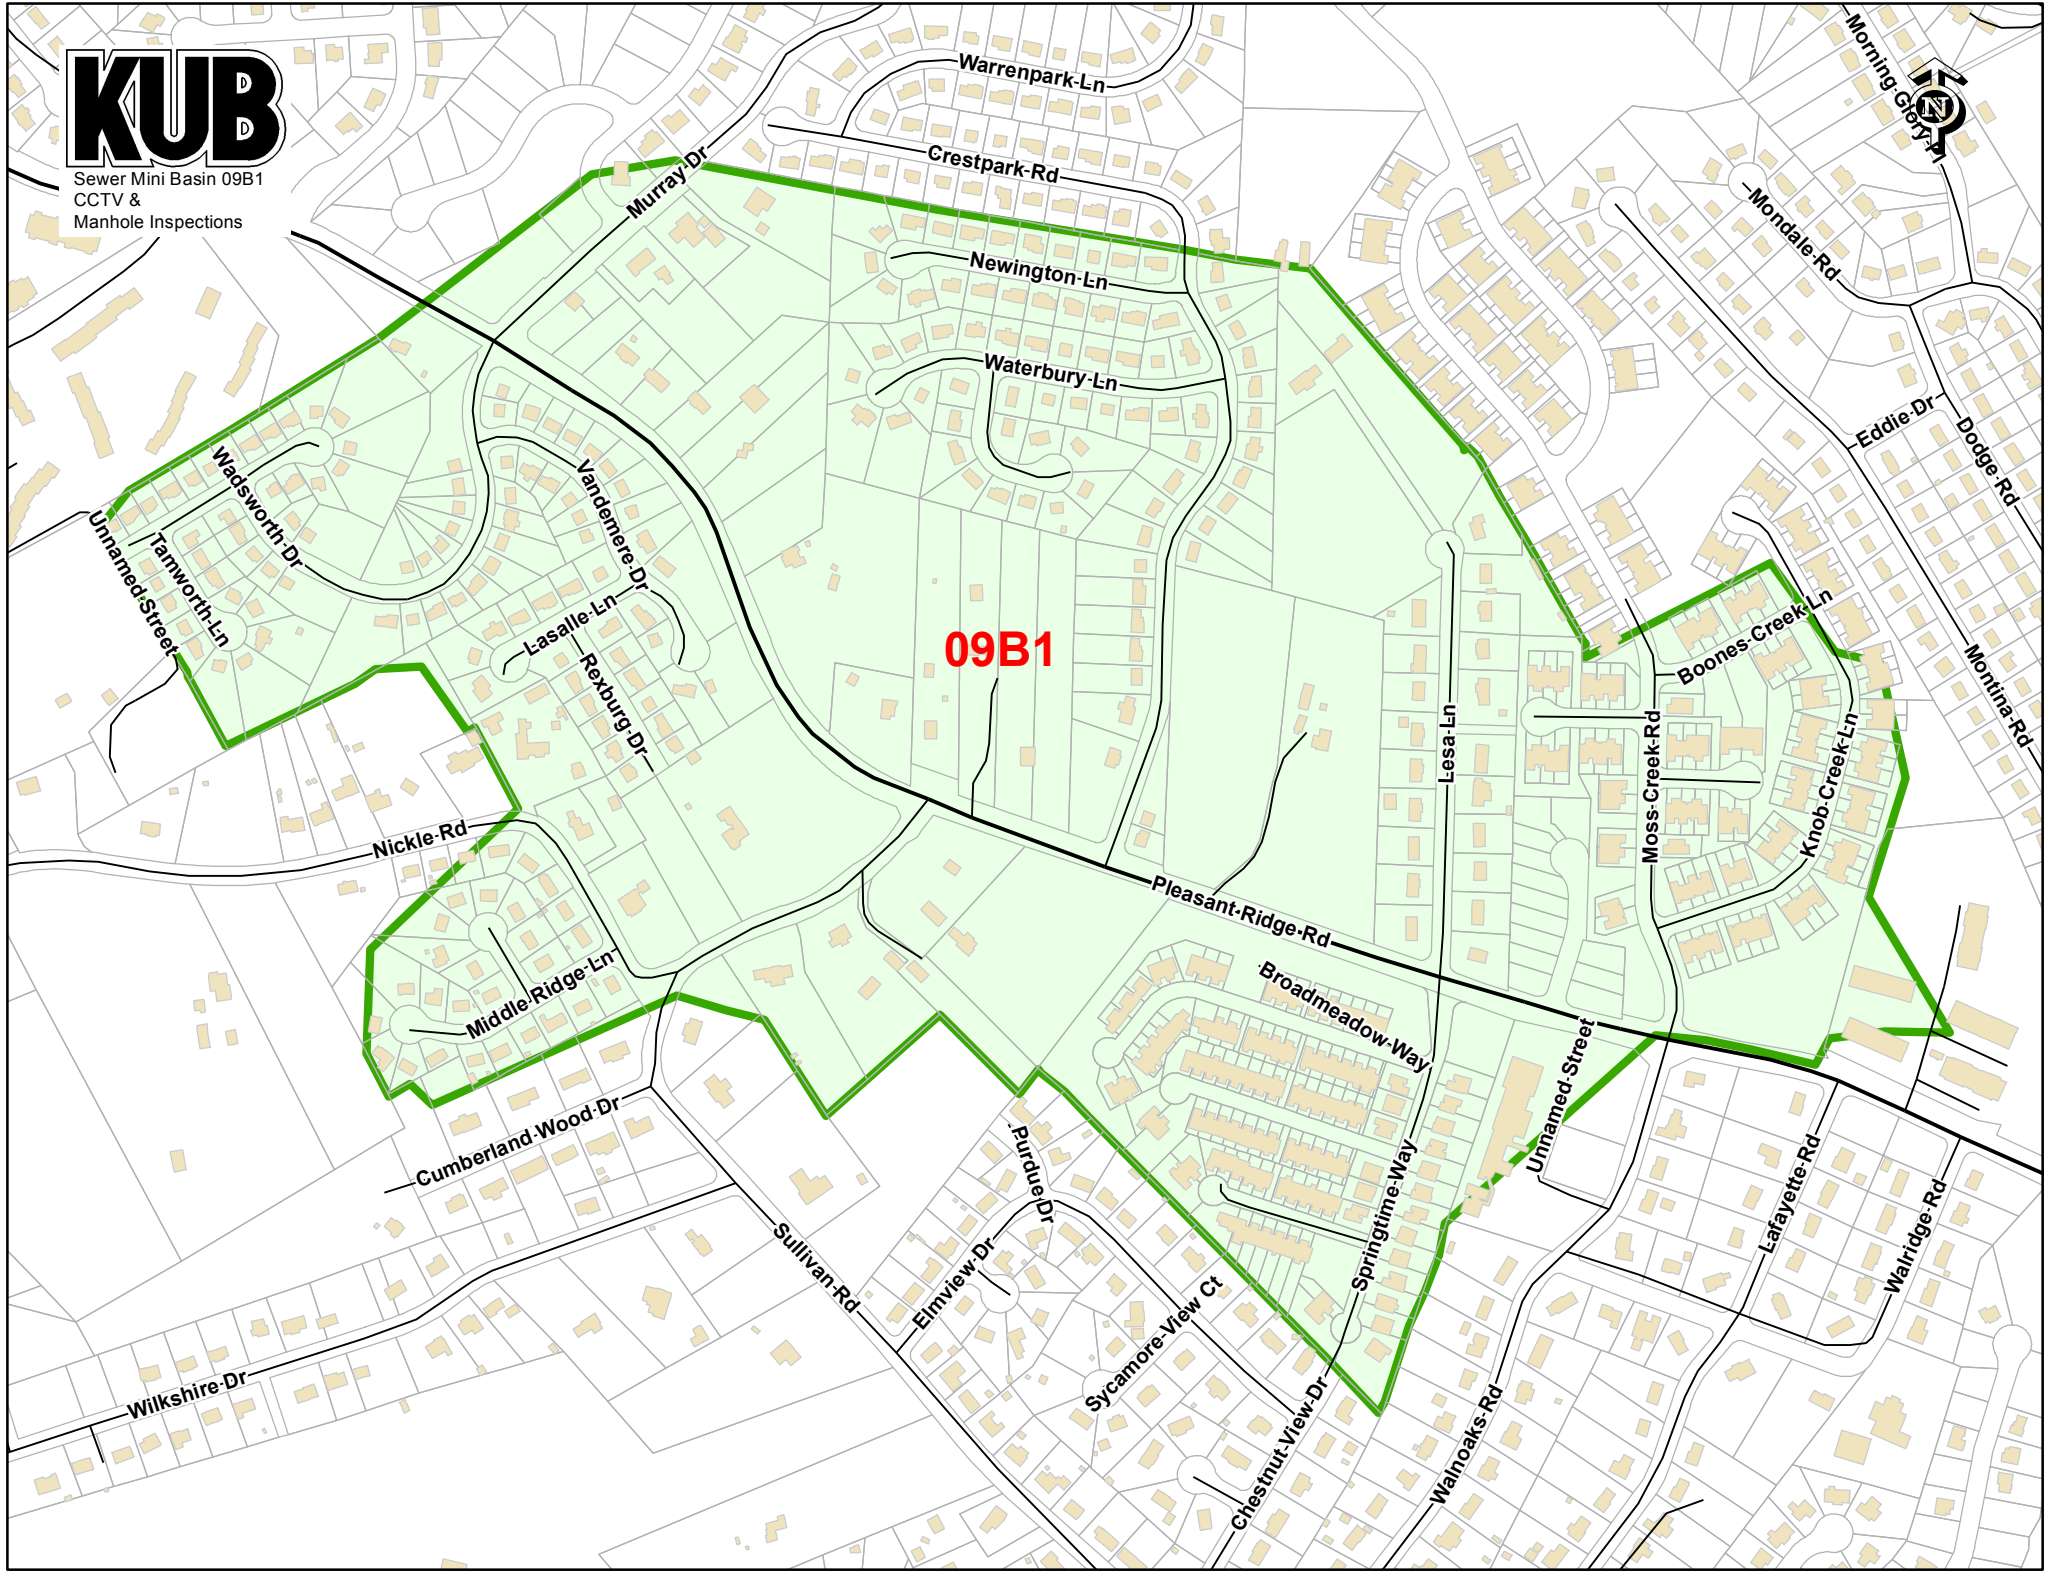 KUB
Sewer Mini Basin 09B1
CCTV &
Manhole Inspections
Morning Glory Pl
N
Warrenpark Ln
Crestpark Rd
Murray Dr
Mondale Rd
Newington Ln
Waterbury Ln
Eddie Dr
Dodge Rd
Wadsworth Dr
Vandemere Dr
Unnamed Street
Tamworth Ln
Lasalle Ln
Rexburg Dr
09B1
Boones Creek Ln
Montina Rd
Lesa Ln
Moss Creek Rd
Knob Creek Ln
Nickle Rd
Pleasant Ridge Rd
Middle Ridge Ln
Broadmeadow Way
Unnamed Street
Cumberland Wood Dr
Purdue Dr
Springtime Way
Lafayette Rd
Walridge Rd
Sullivan Rd
Elmview Dr
Sycamore View Ct
Wilkshire Dr
Chestnut View Dr
Walnoaks Rd